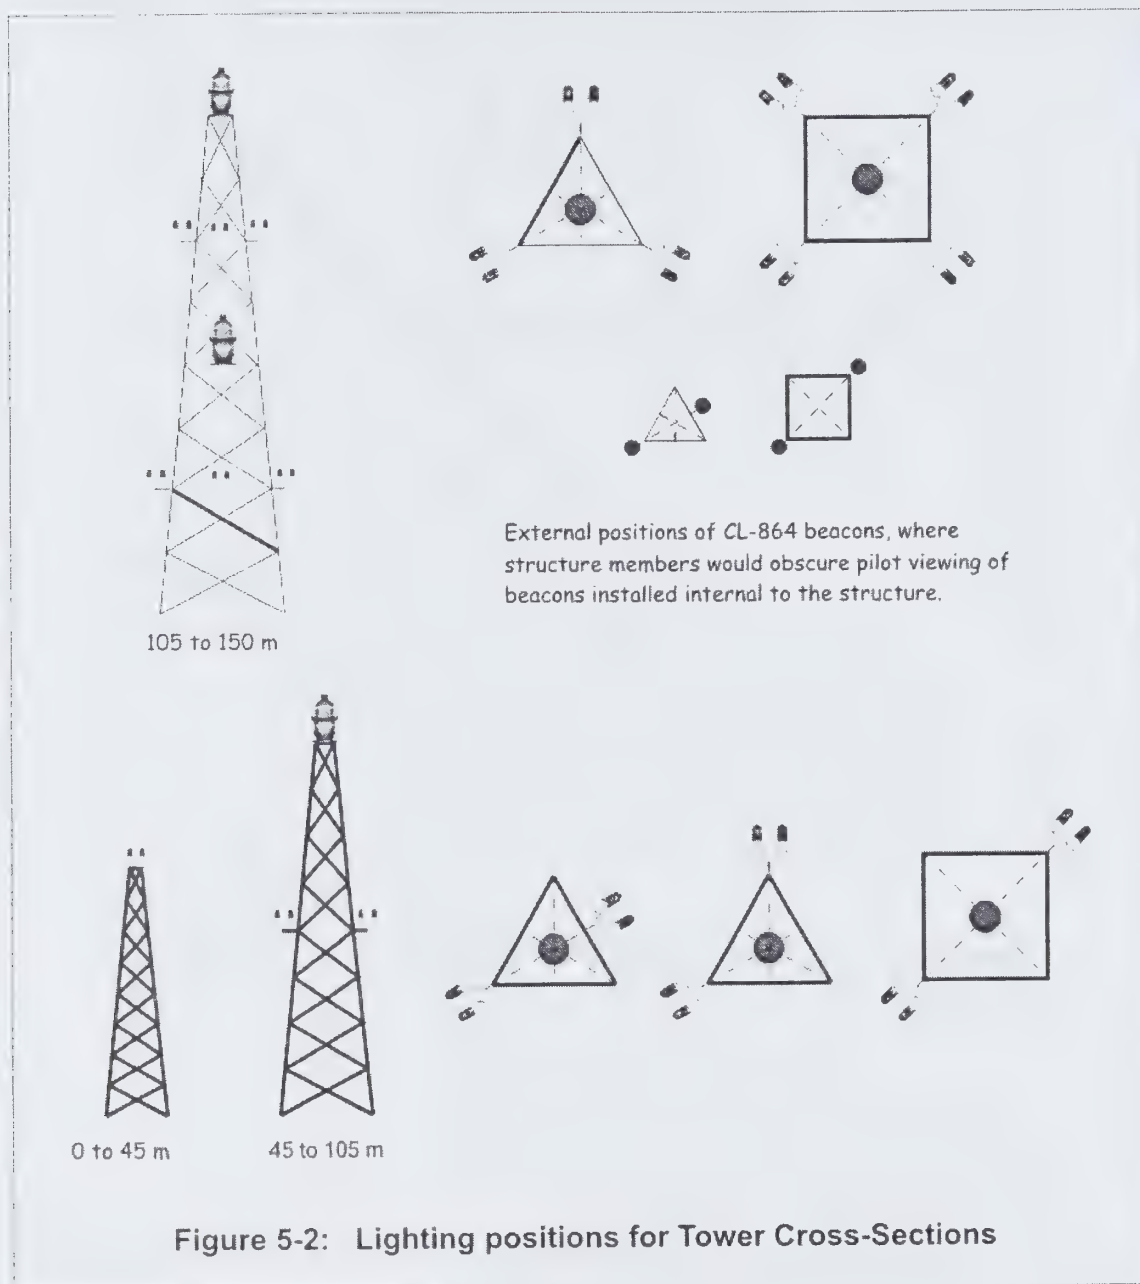 105 to 150 m
External positions of CL-864 beacons, where
structure members would obscure pilot viewing of
beacons installed internal to the structure.
0 to 45 m
45 to 105 m
Figure 5-2: Lighting positions for Tower Cross-Sections